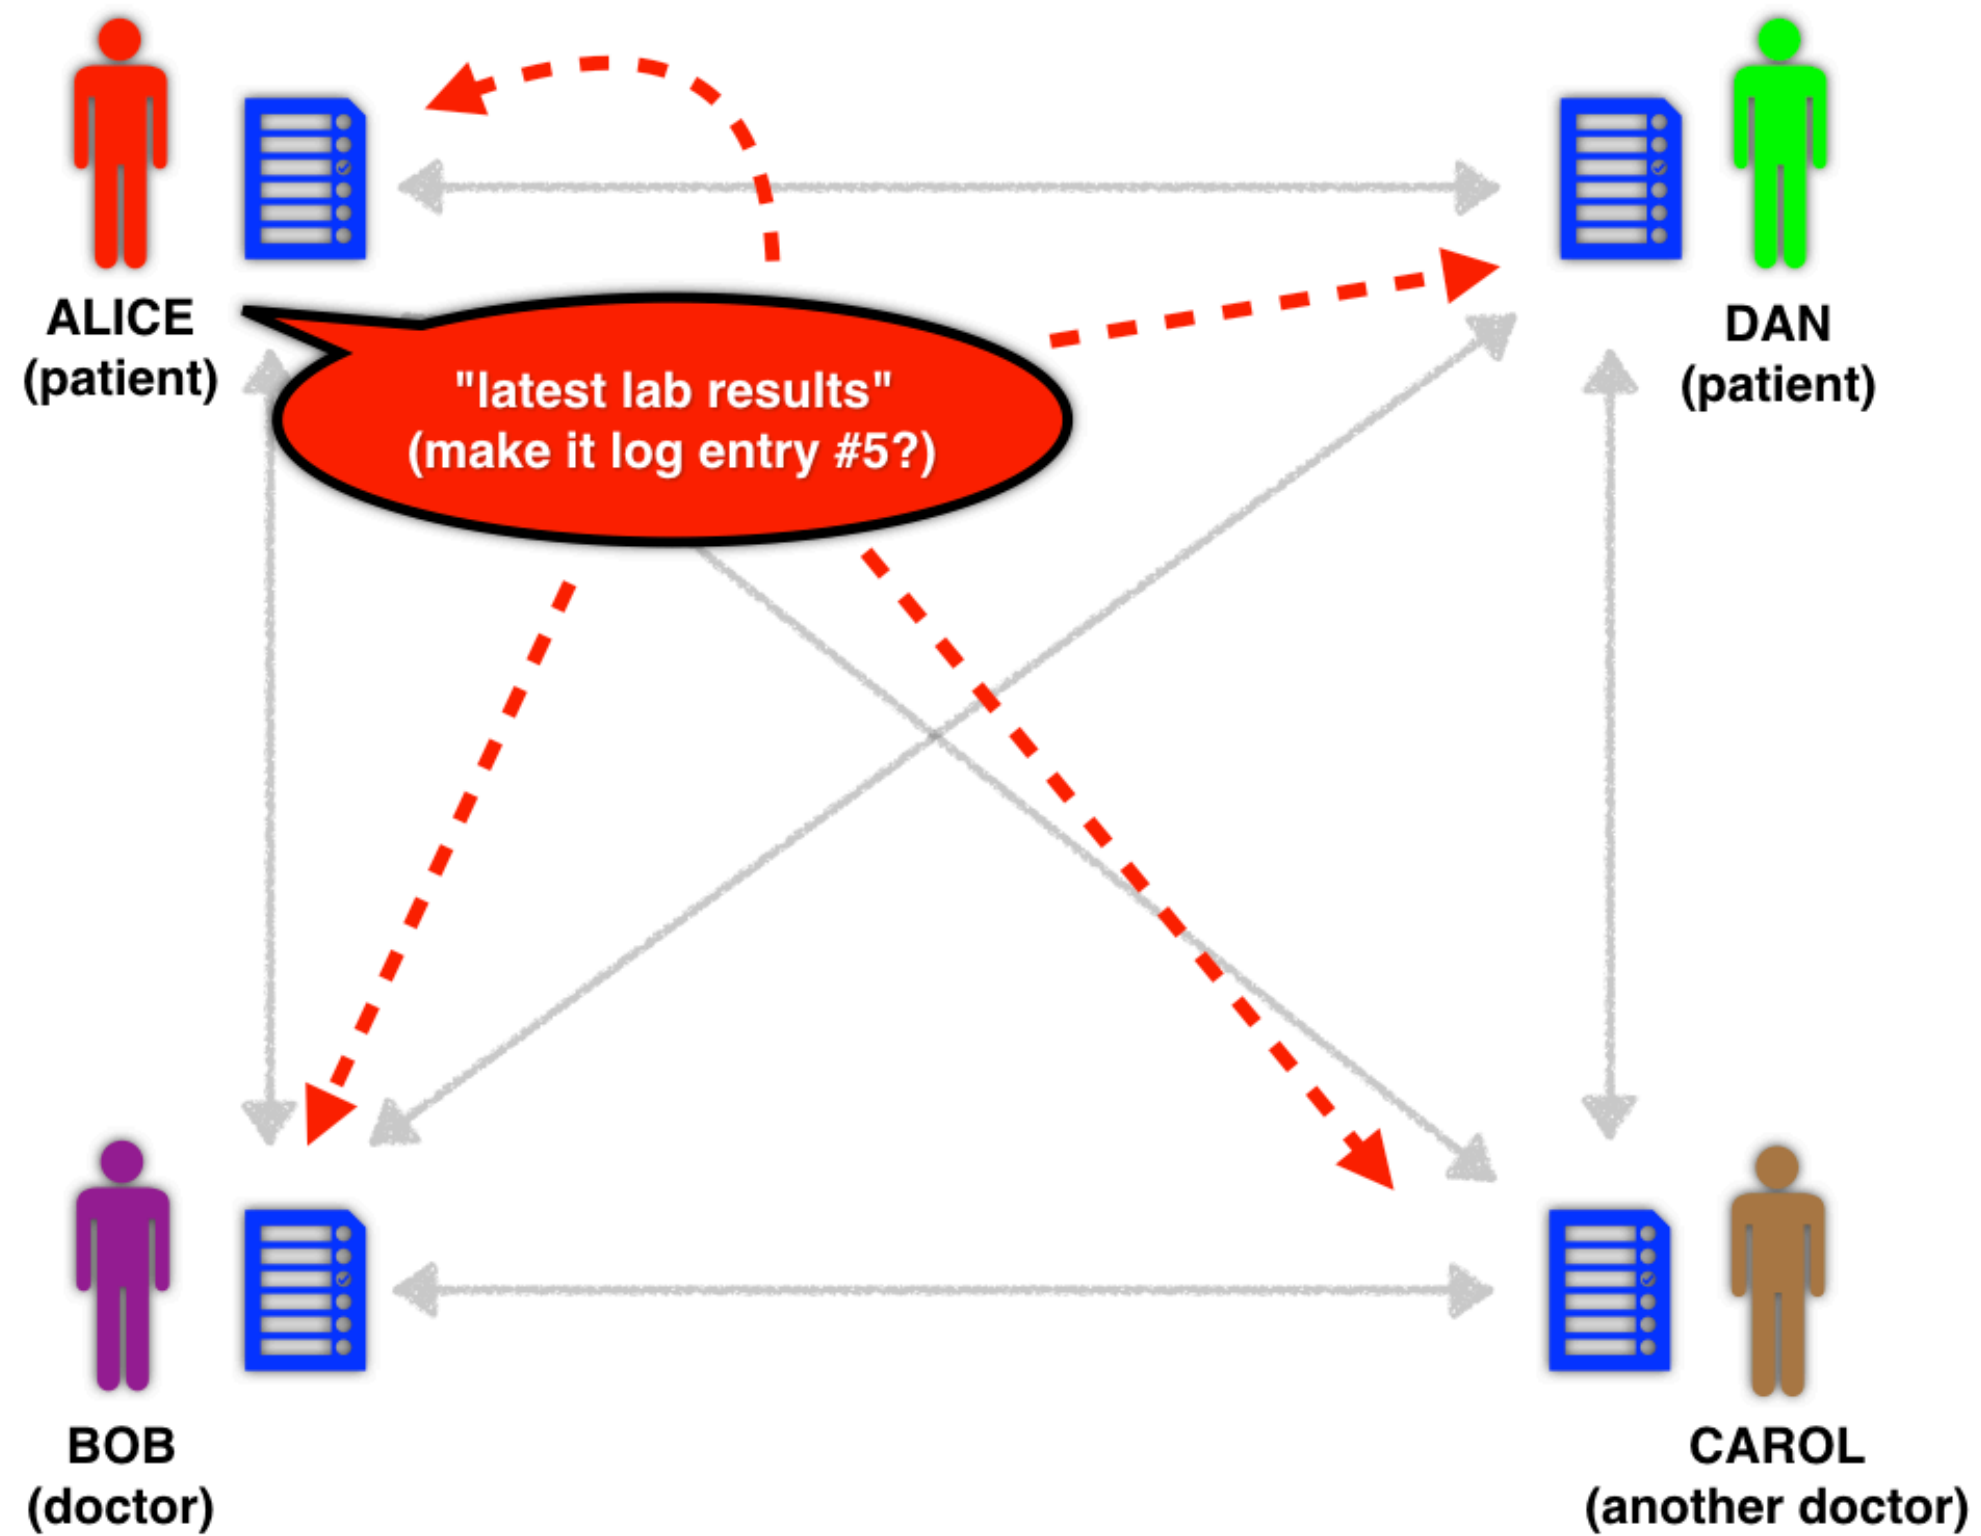 ALICE
(patient)
DAN
(patient)
"latest lab results"
(make it log entry #5?)
BOB
(doctor)
CAROL
(another doctor)